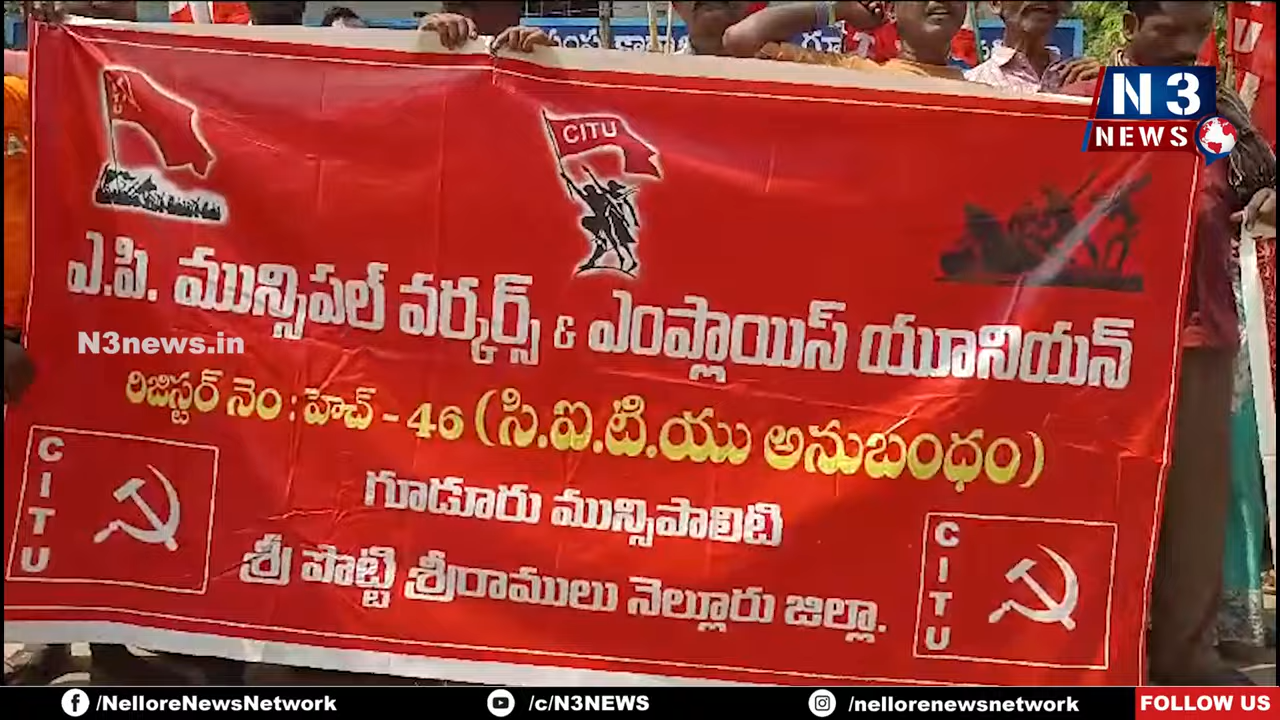 N3
NEWS
CITU
ఎ.పి. మున్సిపల్ వర్కర్స్ & ఎంప్లాయిస్ యూనియన్
N3news.in
రిజిస్టర్ నెం : హెచ్ - 46 (సి.ఐ.టి.యు అనుబంధం)
గూడూరు మున్సిపాలిటి
శ్రీ పొట్టి శ్రీరాములు నెల్లూరు జిల్లా.
CITU
CITU
/NelloreNewsNetwork
/c/N3NEWS
/nellorenewsnetwork
FOLLOW US